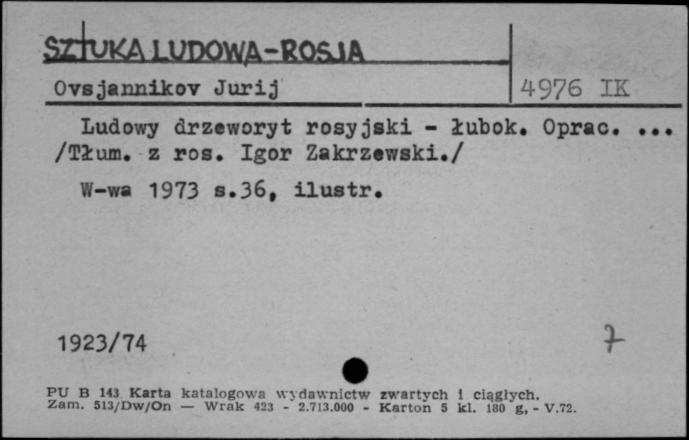 SZTUKA LUDOWA-ROSJA
Ovsjannikov Jurij 4976 IK
Ludowy drzeworyt rosyjski - łubok. Oprac. ...
/Tłum. z ros. Igor Zakrzewski./
W-wa 1973 s.36, ilustr.
1923/74 7
PU B 143 Karta katalogowa wydawnictw zwartych i ciągłych.
Zam. 513/Dw/On — Wrak 423 - 2.713.000 - Karton 5 kl. 180 g, - V.72.